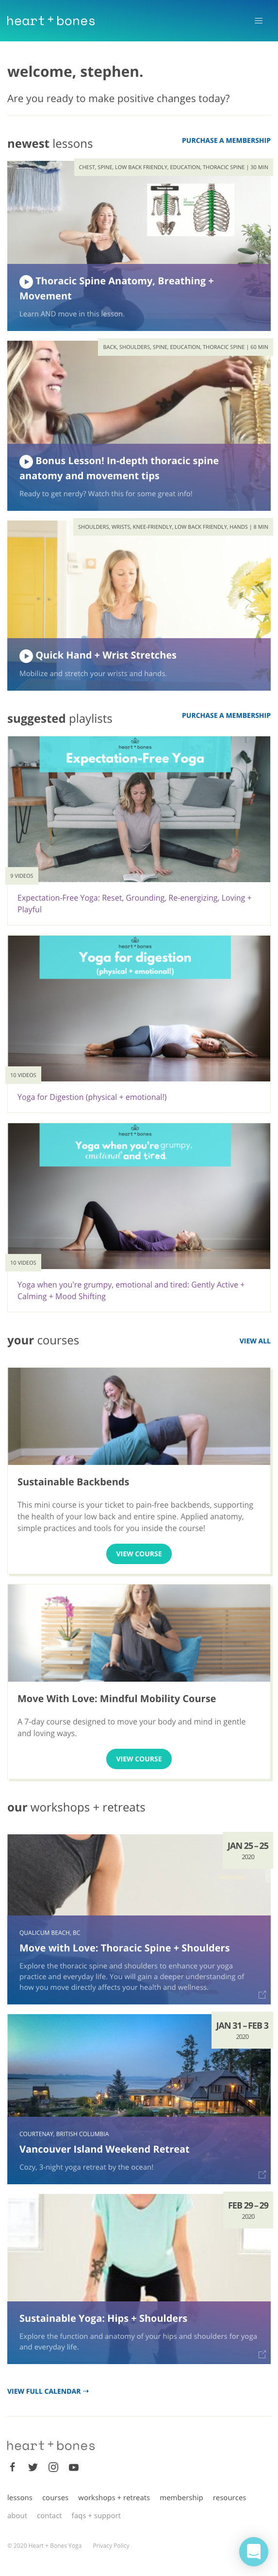 heart + bones
welcome, stephen.
Are you ready to make positive changes today?
newest lessons
PURCHASE A MEMBERSHIP
CHEST, SPINE, LOW BACK FRIENDLY, EDUCATION, THORACIC SPINE | 30 MIN
Thoracic Spine Anatomy, Breathing +
Movement
Learn AND move in this lesson.
BACK, SHOULDERS, SPINE, EDUCATION, THORACIC SPINE | 60 MIN
Bonus Lesson! In-depth thoracic spine
anatomy and movement tips
Ready to get nerdy? Watch this for some great info!
SHOULDERS, WRISTS, KNEE-FRIENDLY, LOW BACK FRIENDLY, HANDS | 8 MIN
Quick Hand + Wrist Stretches
Mobilize and stretch your wrists and hands.
suggested playlists
PURCHASE A MEMBERSHIP
heart + bones
Expectation-Free Yoga
9 VIDEOS
Expectation-Free Yoga: Reset, Grounding, Re-energizing, Loving +
Playful
heart + bones
Yoga for digestion
(physical + emotional!)
10 VIDEOS
Yoga for Digestion (physical + emotional!)
heart + bones
Yoga when you're grumpy,
emotional and tired.
10 VIDEOS
Yoga when you're grumpy, emotional and tired: Gently Active +
Calming + Mood Shifting
your courses
VIEW ALL
Sustainable Backbends
This mini course is your ticket to pain-free backbends, supporting
the health of your low back and entire spine. Applied anatomy,
simple practices and tools for you inside the course!
VIEW COURSE
Move With Love: Mindful Mobility Course
A 7-day course designed to move your body and mind in gentle
and loving ways.
VIEW COURSE
our workshops + retreats
JAN 25 – 25
2020
QUALICUM BEACH, BC
Move with Love: Thoracic Spine + Shoulders
Explore the thoracic spine and shoulders to enhance your yoga
practice and everyday life. You will gain a deeper understanding of
how you move directly affects your health and wellness.
JAN 31 – FEB 3
2020
COURTENAY, BRITISH COLUMBIA
Vancouver Island Weekend Retreat
Cozy, 3-night yoga retreat by the ocean!
FEB 29 – 29
2020
Sustainable Yoga: Hips + Shoulders
Explore the function and anatomy of your hips and shoulders for yoga
and everyday life.
VIEW FULL CALENDAR →
heart + bones
lessons courses workshops + retreats membership resources
about contact faqs + support
© 2020 Heart + Bones Yoga Privacy Policy